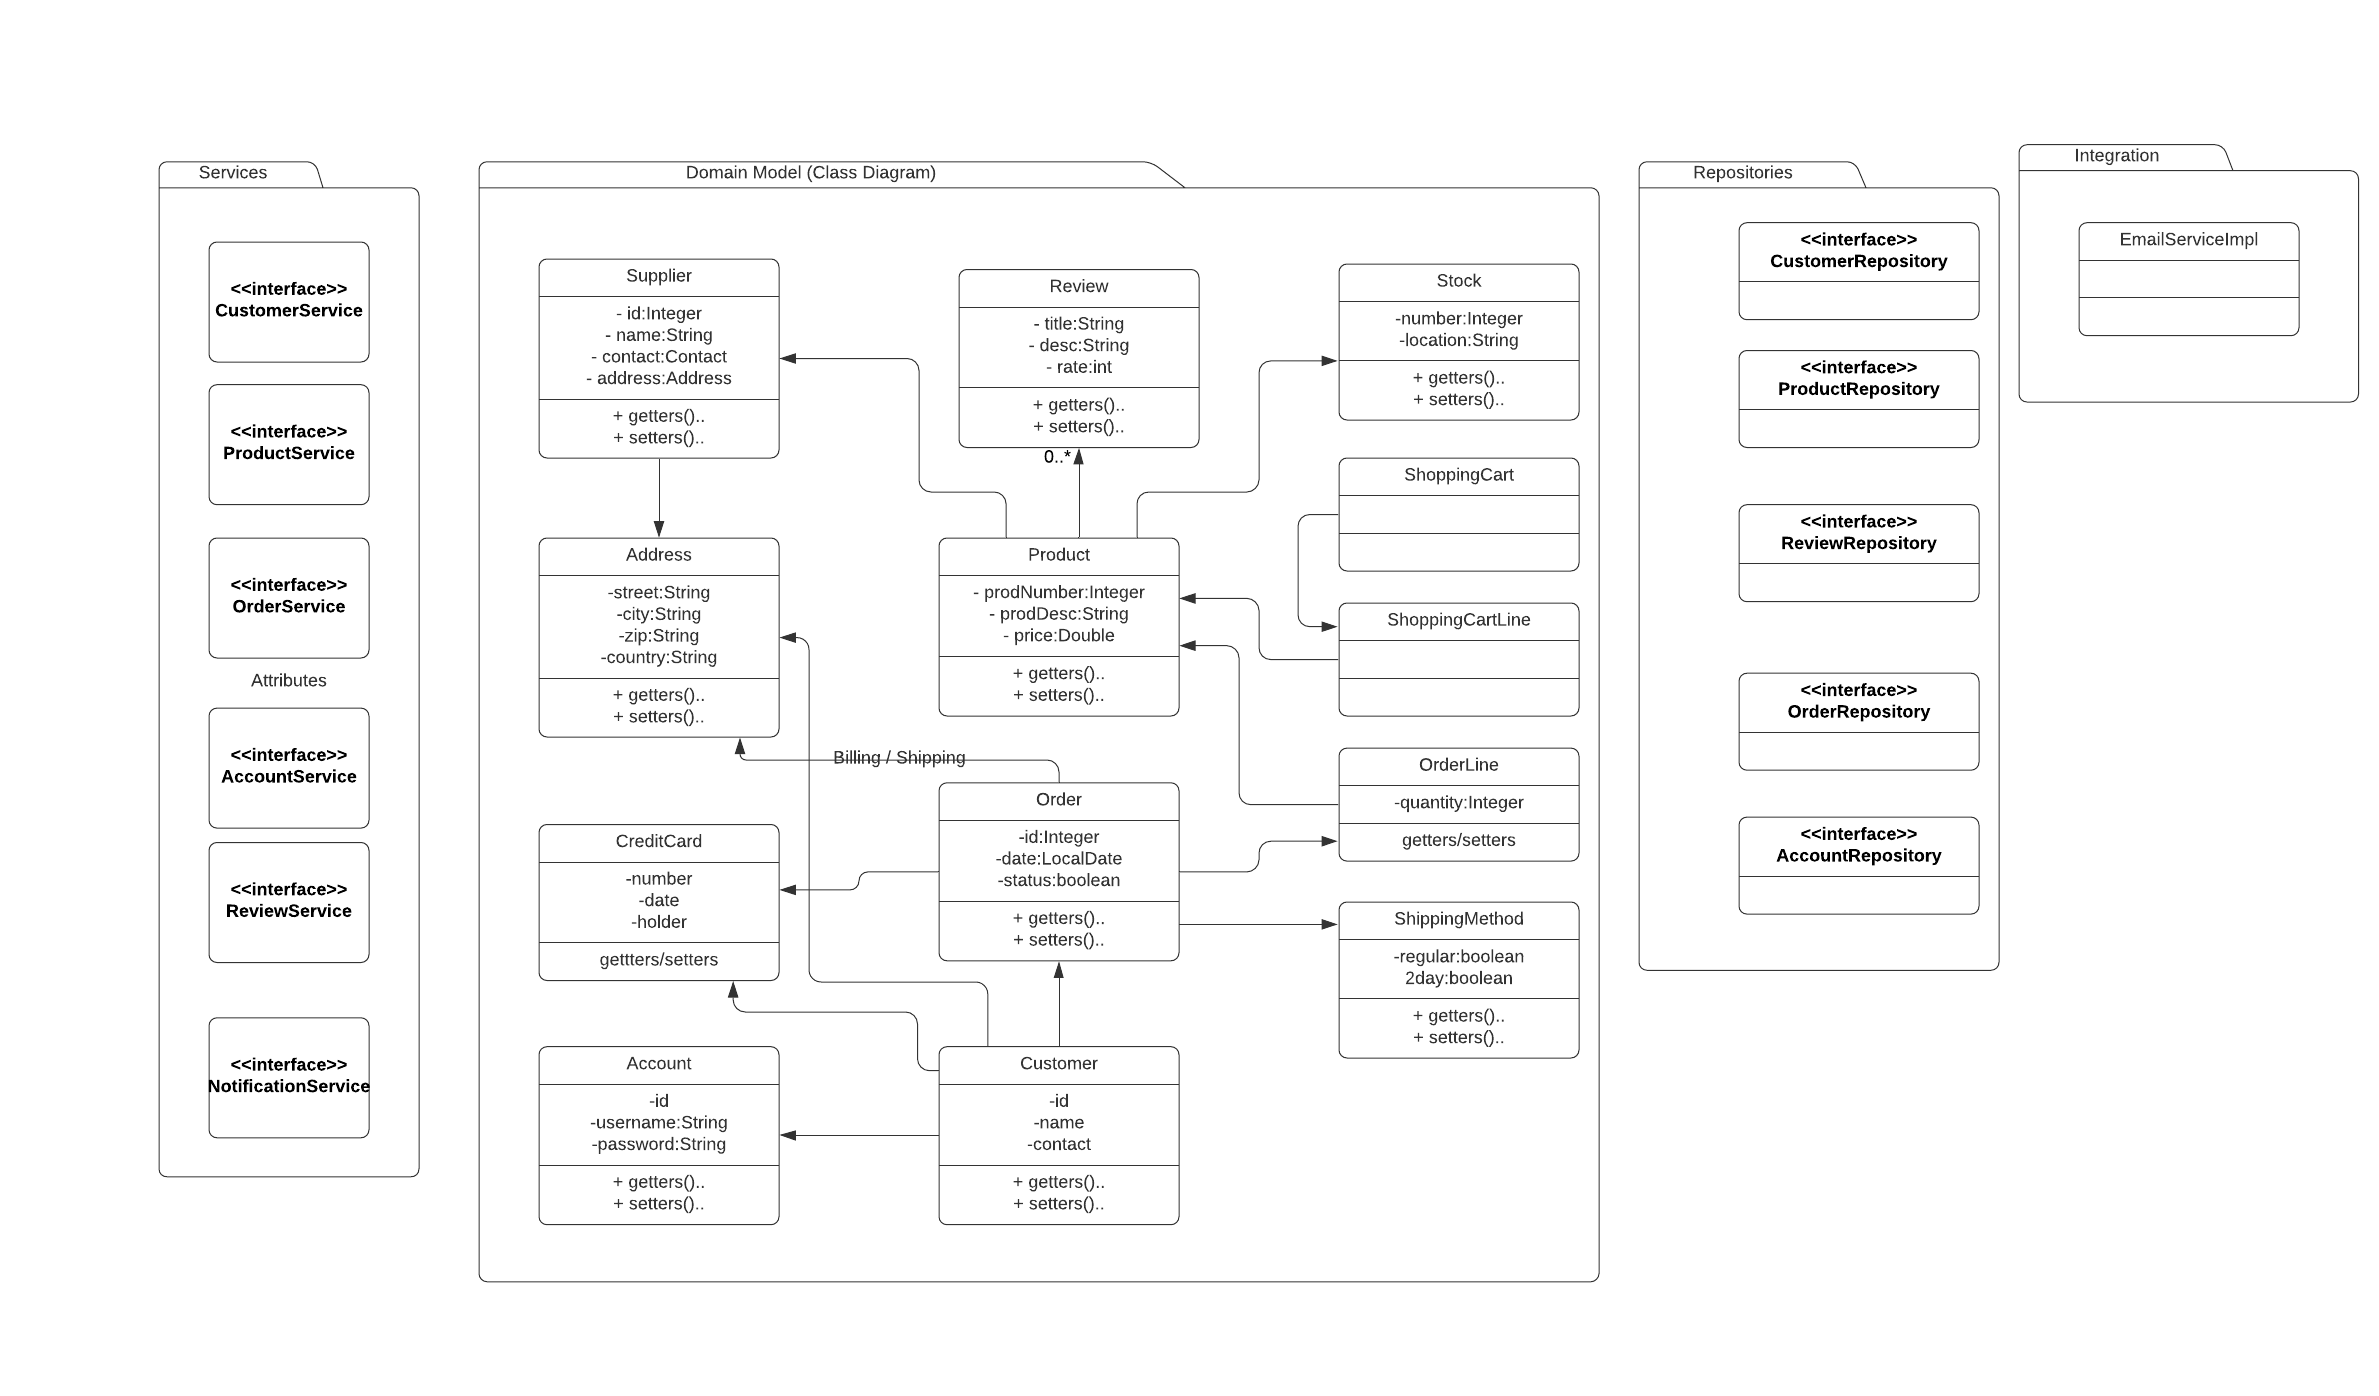 Services
<<interface>>
CustomerService
<<interface>>
ProductService
<<interface>>
OrderService
Attributes
<<interface>>
AccountService
<<interface>>
ReviewService
<<interface>>
NotificationService
Domain Model (Class Diagram)
Supplier
- id:Integer
- name:String
- contact:Contact
- address:Address
+ getters()..
+ setters()..
Review
- title:String
- desc:String
- rate:int
+ getters()..
+ setters()..
0..*
Stock
-number:Integer
-location:String
+ getters()..
+ setters()..
ShoppingCart
Address
-street:String
-city:String
-zip:String
-country:String
+ getters()..
+ setters()..
Product
- prodNumber:Integer
- prodDesc:String
- price:Double
+ getters()..
+ setters()..
ShoppingCartLine
Billing / Shipping
Order
-id:Integer
-date:LocalDate
-status:boolean
+ getters()..
+ setters()..
OrderLine
-quantity:Integer
getters/setters
CreditCard
-number
-date
-holder
gettters/setters
ShippingMethod
-regular:boolean
2day:boolean
+ getters()..
+ setters()..
Account
-id
-username:String
-password:String
+ getters()..
+ setters()..
Customer
-id
-name
-contact
+ getters()..
+ setters()..
Repositories
<<interface>>
CustomerRepository
<<interface>>
ProductRepository
<<interface>>
ReviewRepository
<<interface>>
OrderRepository
<<interface>>
AccountRepository
Integration
EmailServiceImpl